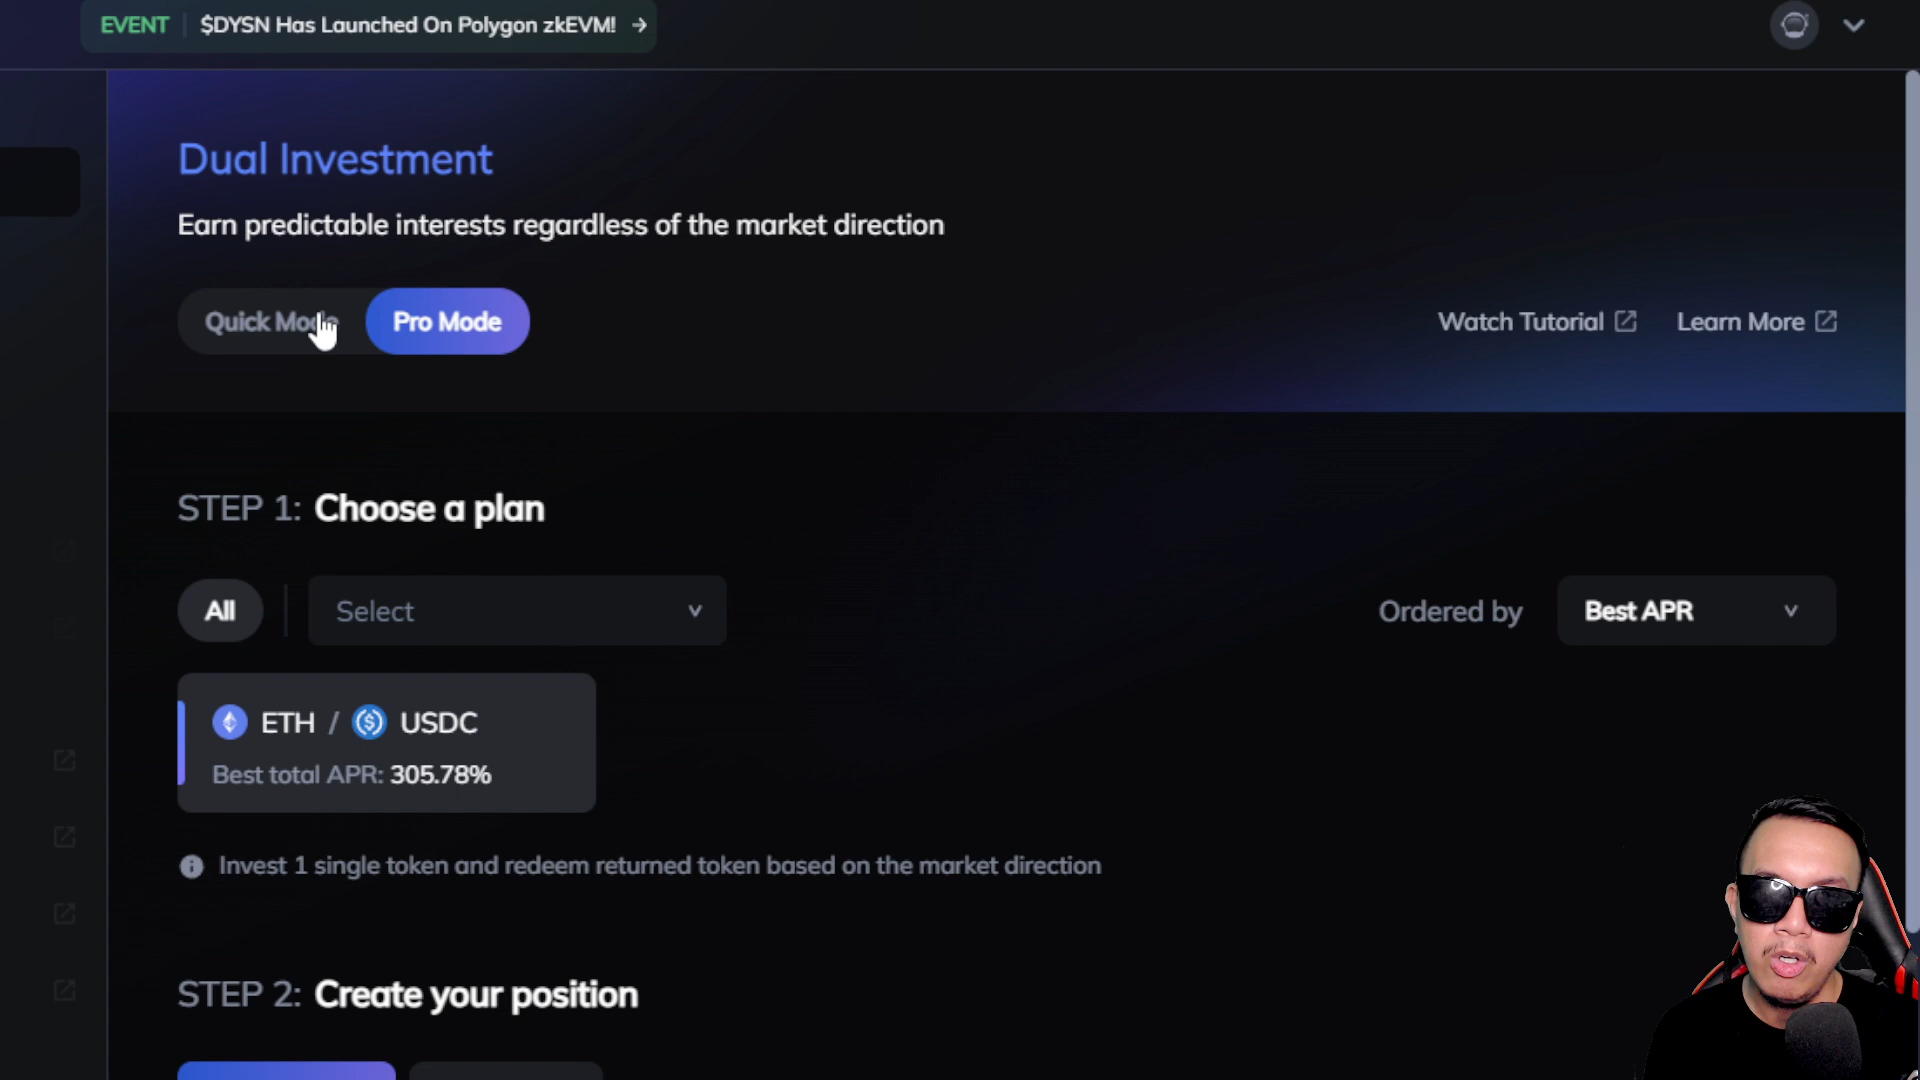 EVENT $DYSN Has Launched On Polygon zkEVM! →
Dual Investment
Earn predictable interests regardless of the market direction
Quick Mode Pro Mode Watch Tutorial Learn More
STEP 1: Choose a plan
All Select Ordered by Best APR
ETH / USDC
Best total APR: 305.78%
Invest 1 single token and redeem returned token based on the market direction
STEP 2: Create your position